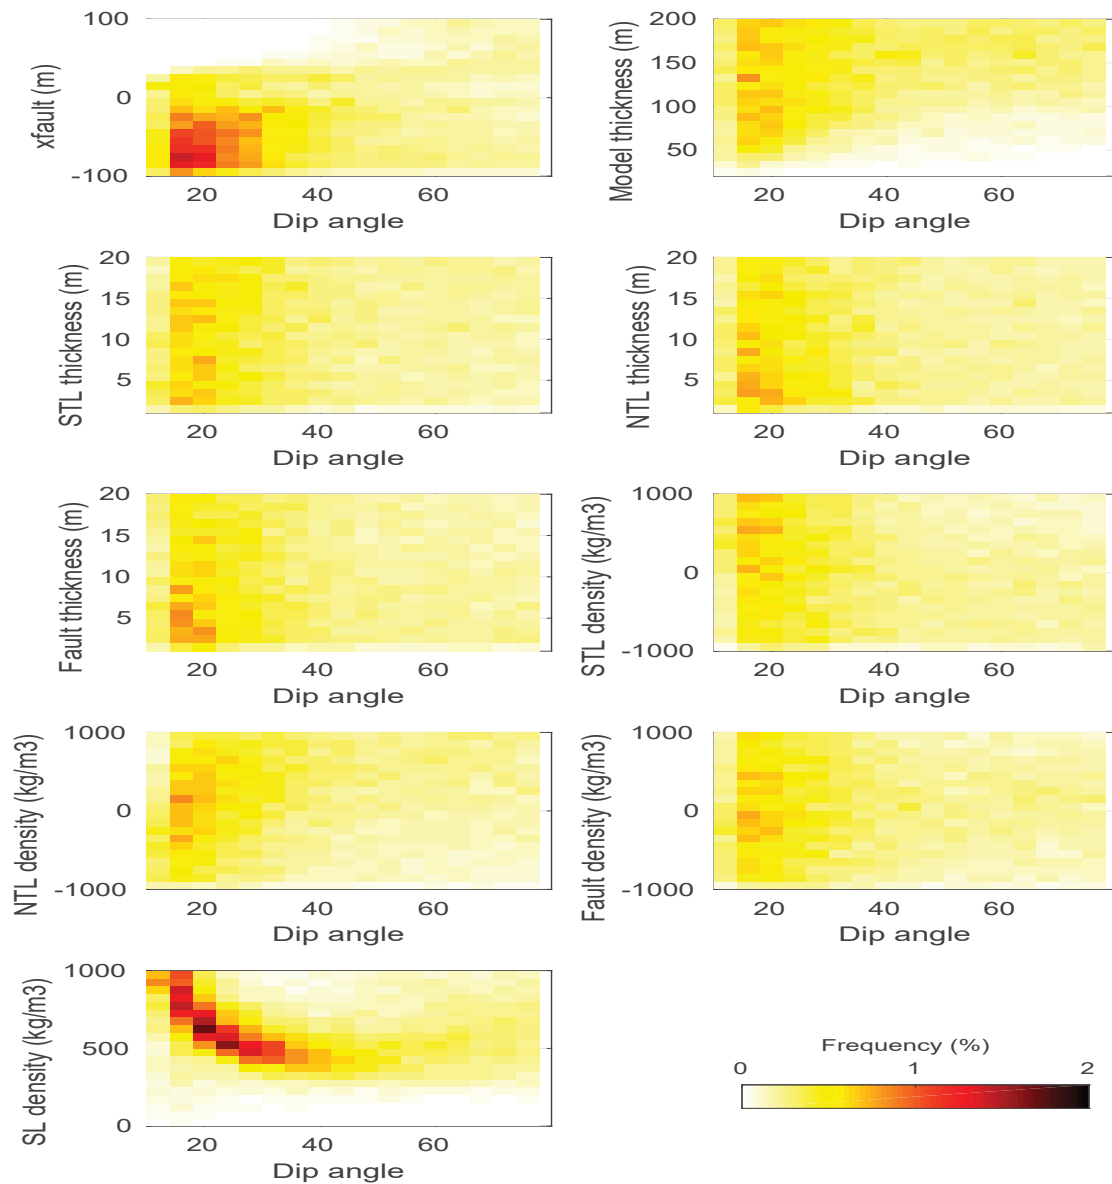 100
0
-100
xfault (m)
20 40 60
Dip angle
200
150
100
50
Model thickness (m)
20 40 60
Dip angle
20
15
10
5
STL thickness (m)
20 40 60
Dip angle
20
15
10
5
NTL thickness (m)
20 40 60
Dip angle
20
15
10
5
Fault thickness (m)
20 40 60
Dip angle
1000
0
-1000
STL density (kg/m3)
20 40 60
Dip angle
1000
0
-1000
NTL density (kg/m3)
20 40 60
Dip angle
1000
0
-1000
Fault density (kg/m3)
20 40 60
Dip angle
1000
500
0
SL density (kg/m3)
20 40 60
Dip angle
Frequency (%)
0 1 2